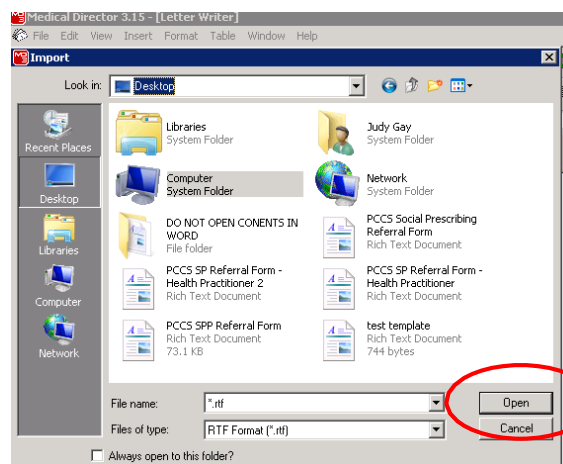 Medical Director 3.15 - [Letter Writer]
File Edit View Insert Format Table Window Help
Import
Look in: Desktop
Recent Places
Desktop
Libraries
Computer
Network
Libraries
System Folder
Judy Gay
System Folder
Computer
System Folder
Network
System Folder
DO NOT OPEN CONENTS IN
WORD
File folder
PCCS Social Prescribing
Referral Form
Rich Text Document
PCCS SP Referral Form -
Health Practitioner 2
Rich Text Document
PCCS SP Referral Form -
Health Practitioner
Rich Text Document
PCCS SPP Referral Form
Rich Text Document
73.1 KB
test template
Rich Text Document
744 bytes
File name: *.rtf Open
Files of type: RTF Format (*.rtf) Cancel
Always open to this folder?